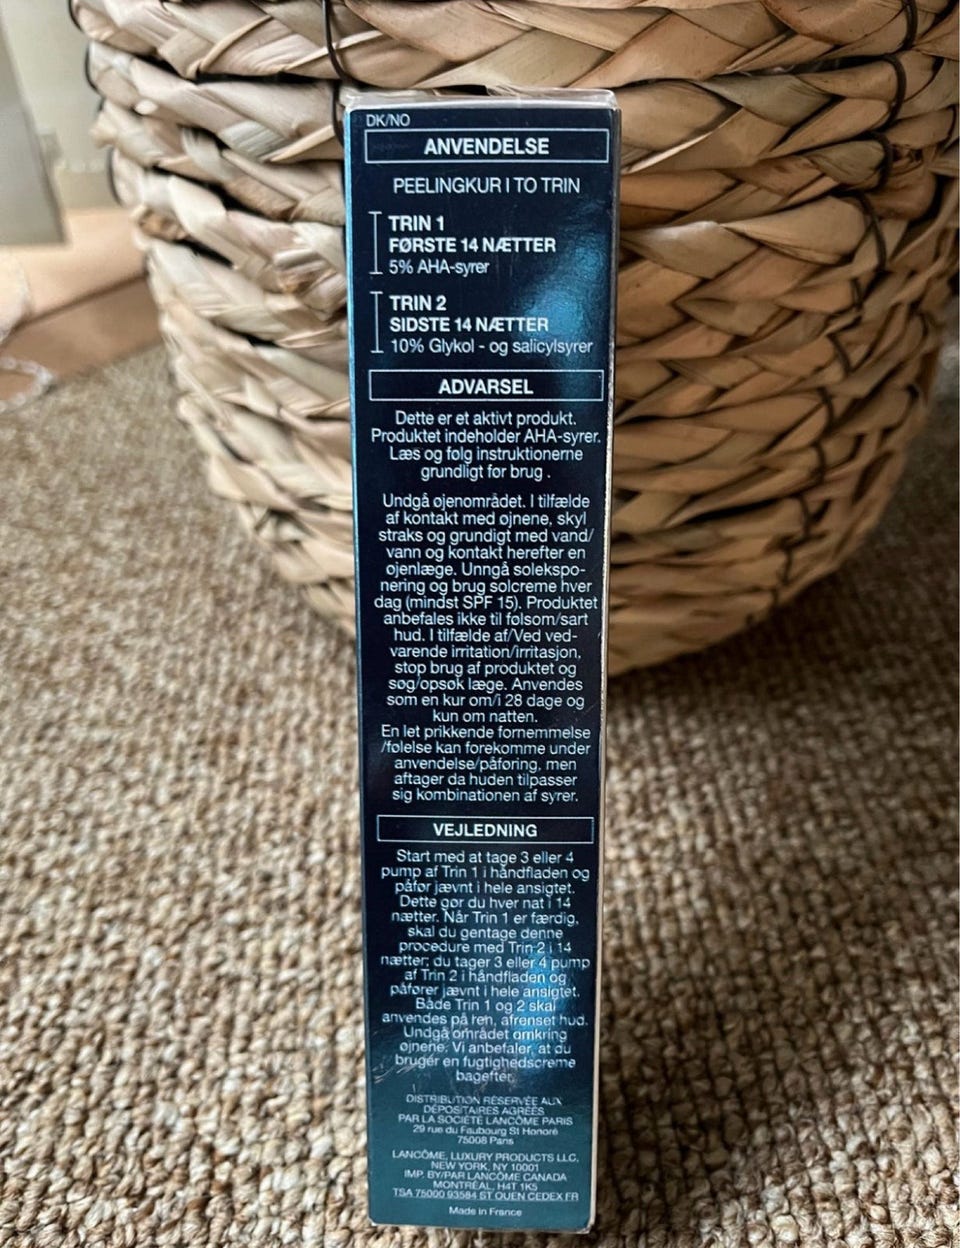 DK/NO
ANVENDELSE
PEELINGKUR I TO TRIN
TRIN 1
FØRSTE 14 NÆTTER
5% AHA-syrer
TRIN 2
SIDSTE 14 NÆTTER
10% Glykol - og salicylsyrer
ADVARSEL
Dette er et aktivt produkt.
Produktet indeholder AHA-syrer.
Læs og følg instruktionerne
grundigt før brug .
Undgå øjenområdet. I tilfælde
af kontakt med øjnene, skyl
straks og grundigt med vand/
vann og kontakt herefter en
øjenlæge. Unngå solekspo-
nering og brug solcreme hver
dag (mindst SPF 15). Produktet
anbefales ikke til følsom/sart
hud. I tilfælde af/Ved ved-
varende irritation/irritasjon,
stop brug af produktet og
søg/opsøk læge. Anvendes
som en kur om/i 28 dage og
kun om natten.
En let prikkende fornemmelse
/følelse kan forekomme under
anvendelse/påføring, men
aftager da huden tilpasser
sig kombinationen af syrer.
VEJLEDNING
Start med at tage 3 eller 4
pump af Trin 1 i håndfladen og
påfør jævnt i hele ansigtet.
Dette gør du hver nat i 14
nætter. Når Trin 1 er færdig,
skal du gentage denne
procedure med Trin 2 i 14
nætter; du tager 3 eller 4 pump
af Trin 2 i håndfladen og
påfører jævnt i hele ansigtet.
Både Trin 1 og 2 skal
anvendes på ren, afrenset hud.
Undgå området omkring
øjnene. Vi anbefaler, at du
bruger en fugtighedscreme
bagefter.
DISTRIBUTION RÉSERVÉE AUX
DÉPOSITAIRES AGRÉÉS
PAR LA SOCIÉTÉ LANCÔME PARIS
29 rue du Faubourg St Honoré
75008 Paris
LANCÔME, LUXURY PRODUCTS LLC,
NEW YORK, NY 10001
IMP. BY/PAR LANCÔME CANADA
MONTRÉAL, H4T 1K5
TSA 75000 93584 ST OUEN CEDEX FR
Made in France